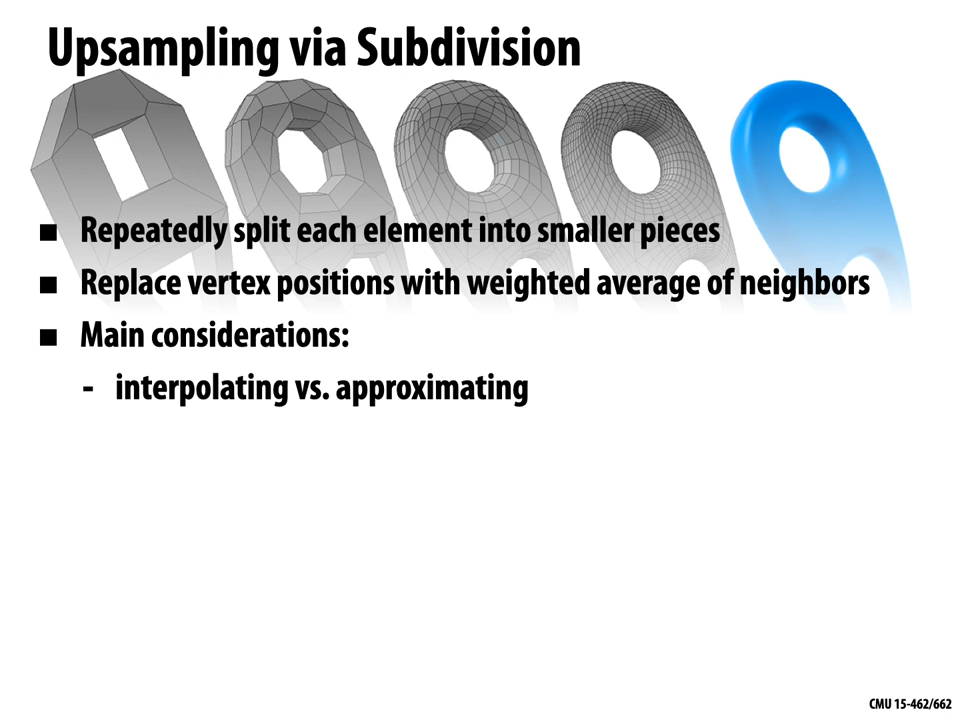 Upsampling via Subdivision
■ Repeatedly split each element into smaller pieces
■ Replace vertex positions with weighted average of neighbors
■ Main considerations:
- interpolating vs. approximating
CMU 15-462/662